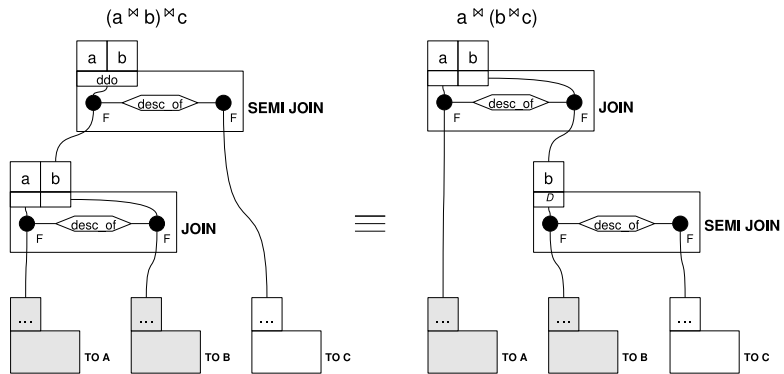 (a ⋈ b) ⋈ c
a ⋈ (b ⋈ c)
a b
ddo
desc_of
F F
SEMI JOIN
a b
desc_of
F F
JOIN
a b
desc_of
F F
JOIN
b
D
desc_of
F F
SEMI JOIN
≡
...
TO A
...
TO B
...
TO C
...
TO A
...
TO B
...
TO C